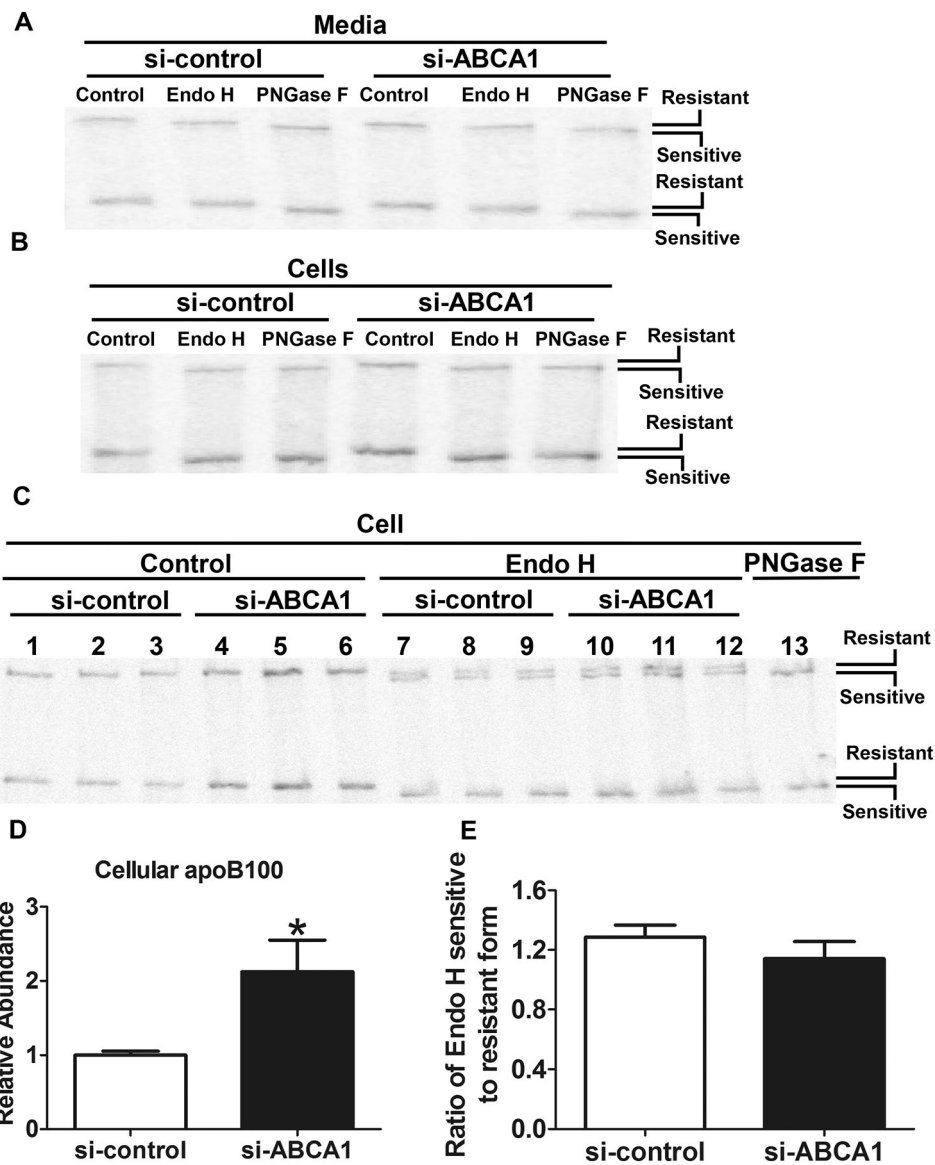 A
Media
si-control si-ABCA1
Control Endo H PNGase F Control Endo H PNGase F
Resistant
Sensitive
Resistant
Sensitive
B
Cells
si-control si-ABCA1
Control Endo H PNGase F Control Endo H PNGase F
Resistant
Sensitive
Resistant
Sensitive
C
Cell
Control Endo H PNGase F
si-control si-ABCA1 si-control si-ABCA1
1 2 3 4 5 6 7 8 9 10 11 12 13
Resistant
Sensitive
Resistant
Sensitive
D
Cellular apoB100
Relative Abundance
3
2
1
0
*
si-control si-ABCA1
E
Ratio of Endo H sensitive
to resistant form
1.6
1.2
0.8
0.4
0.0
si-control si-ABCA1